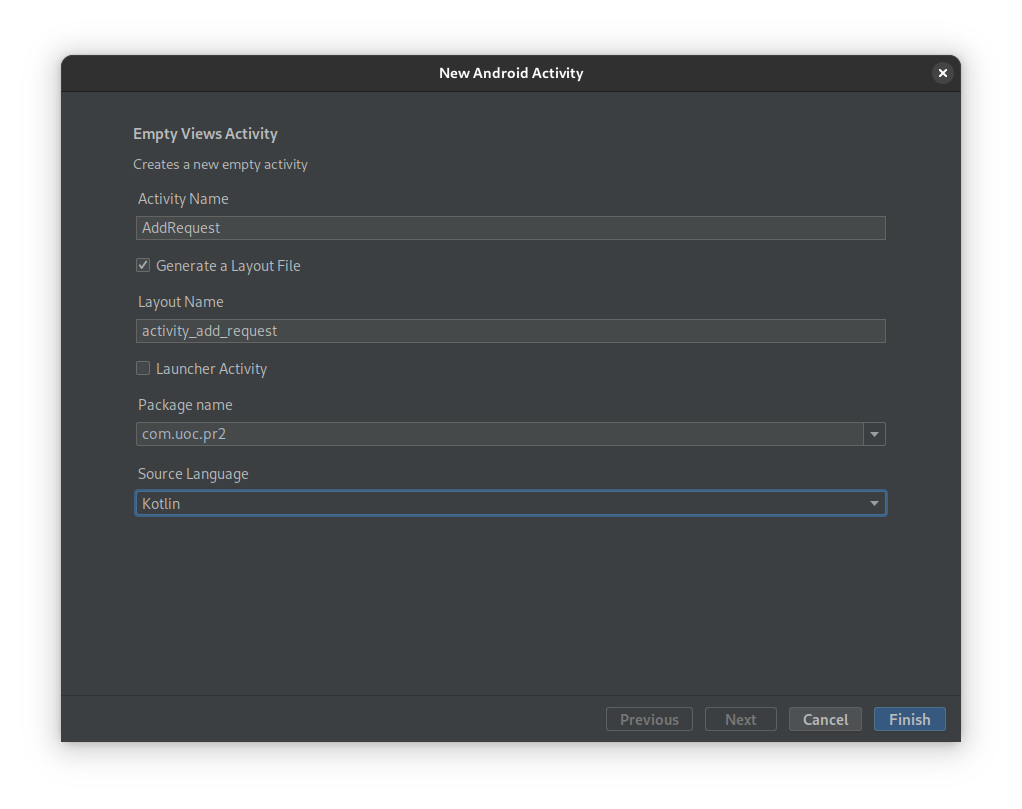 New Android Activity
Empty Views Activity
Creates a new empty activity
Activity Name
AddRequest
Generate a Layout File
Layout Name
activity_add_request
Launcher Activity
Package name
com.uoc.pr2
Source Language
Kotlin
Previous Next Cancel Finish